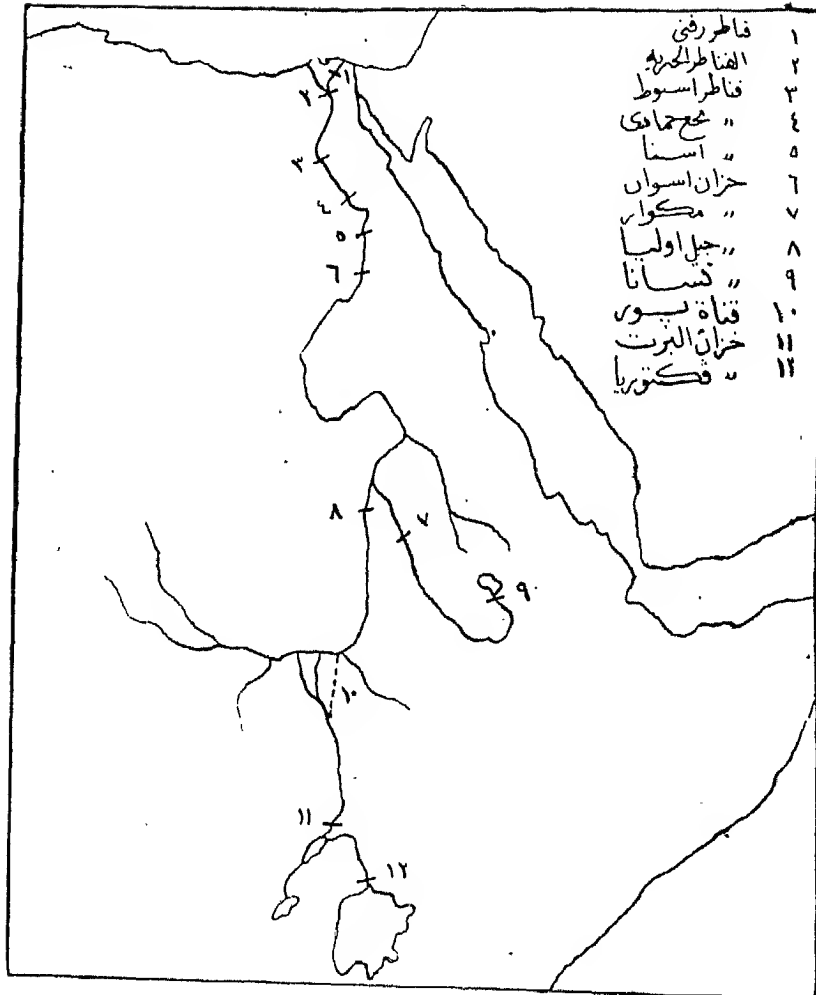 ١ قناطر زفتى
٢ القناطر الخيرية
٣ قناطر اسيوط
٤ " نجع حمادى
٥ " اسنا
٦ خزان اسوان
٧ " مكوار
٨ " جبل اوليا
٩ " تسانا
١٠ قناة بيور
١١ خزان البرت
١٢ " فكتوريا
١
٢
٣
٤
٥
٦
٨
٧
٩
١٠
١١
١٢